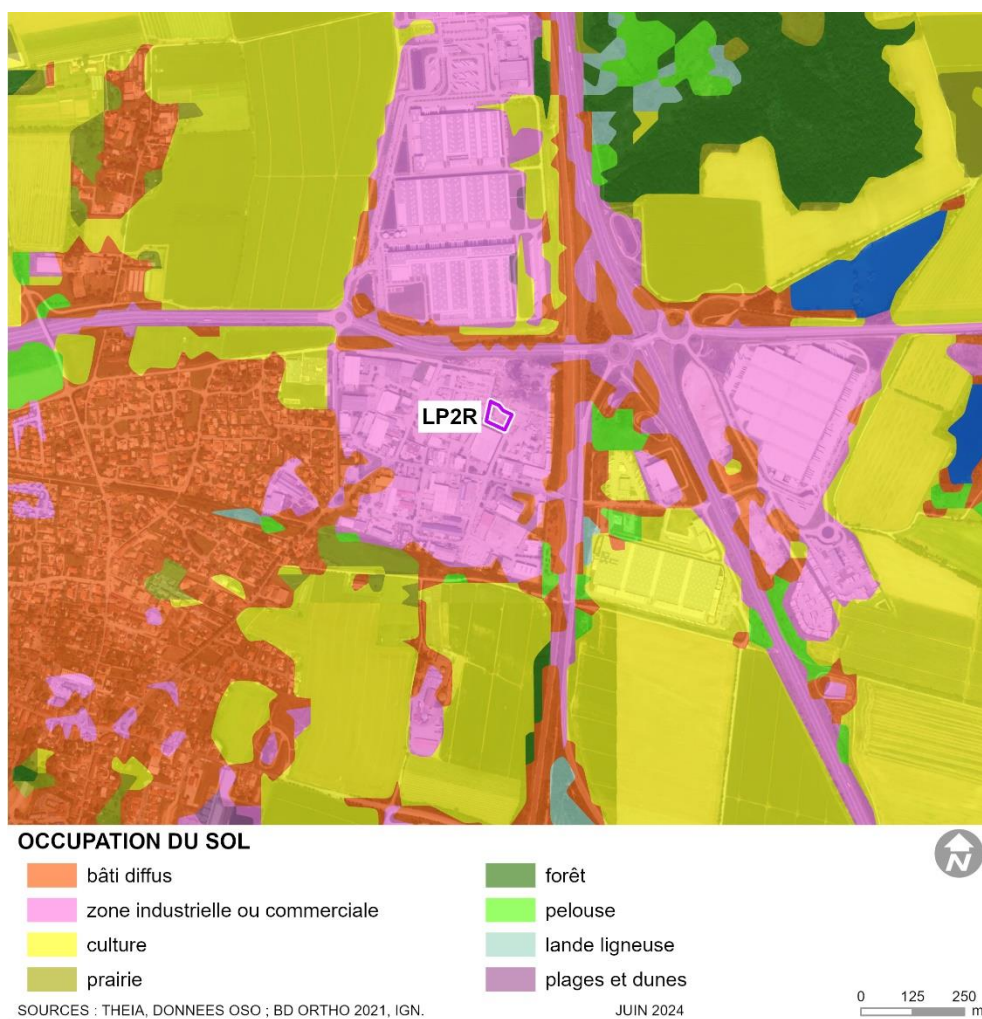 LP2R
OCCUPATION DU SOL
bâti diffus
zone industrielle ou commerciale
culture
prairie
forêt
pelouse
lande ligneuse
plages et dunes
N
SOURCES : THEIA, DONNEES OSO ; BD ORTHO 2021, IGN.
JUIN 2024
0 125 250
m